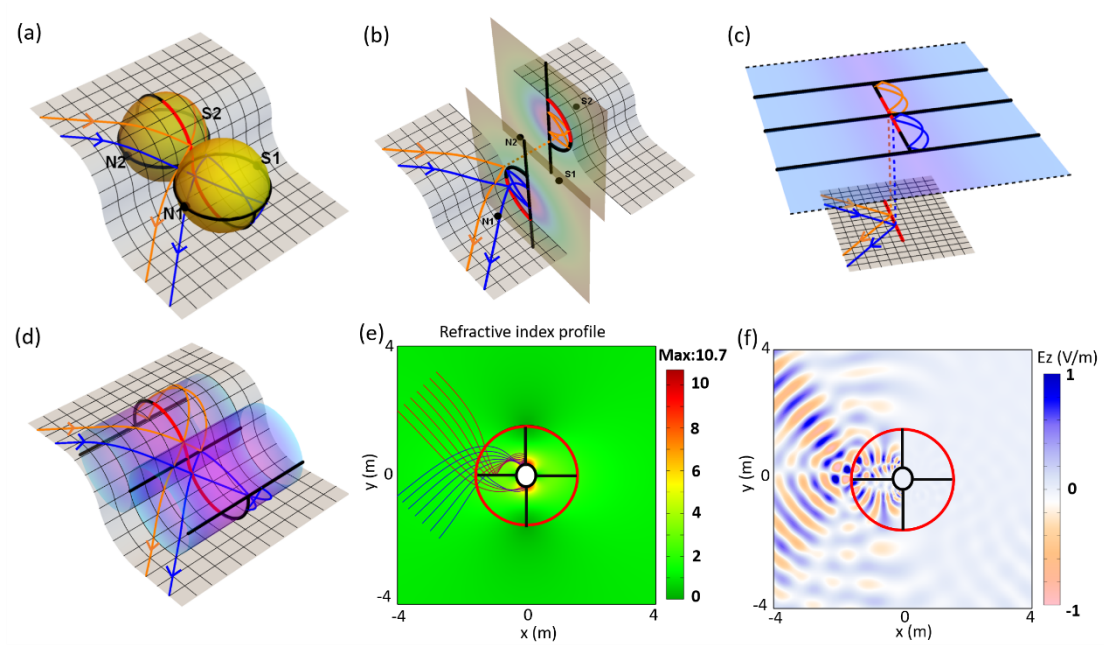 (a)
S2
S1
N2
N1
(b)
S2
N2
S1
N1
(c)
(d)
(e)
Refractive index profile
Max:10.7
10
8
6
4
2
0
4
0
-4
y (m)
-4
0
4
x (m)
(f)
Ez (V/m)
1
0
-1
4
0
-4
y (m)
-4
0
4
x (m)